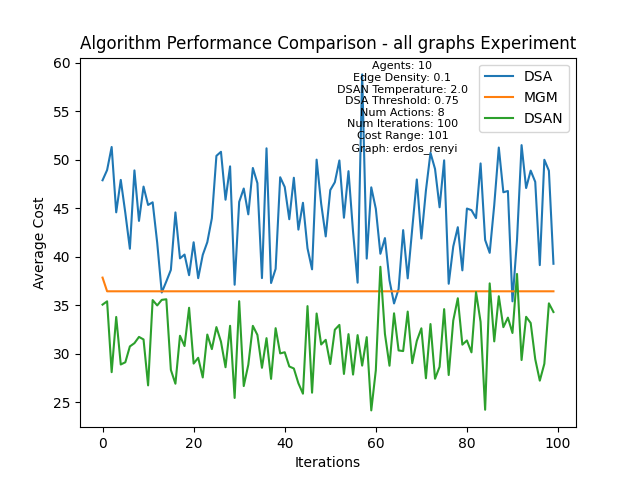 Algorithm Performance Comparison - all graphs Experiment
Agents: 10
Edge Density: 0.1
DSAN Temperature: 2.0
DSA Threshold: 0.75
Num Actions: 8
Num Iterations: 100
Cost Range: 101
Graph: erdos_renyi
DSA
MGM
DSAN
Average Cost
60
55
50
45
40
35
30
25
0 20 40 60 80 100
Iterations